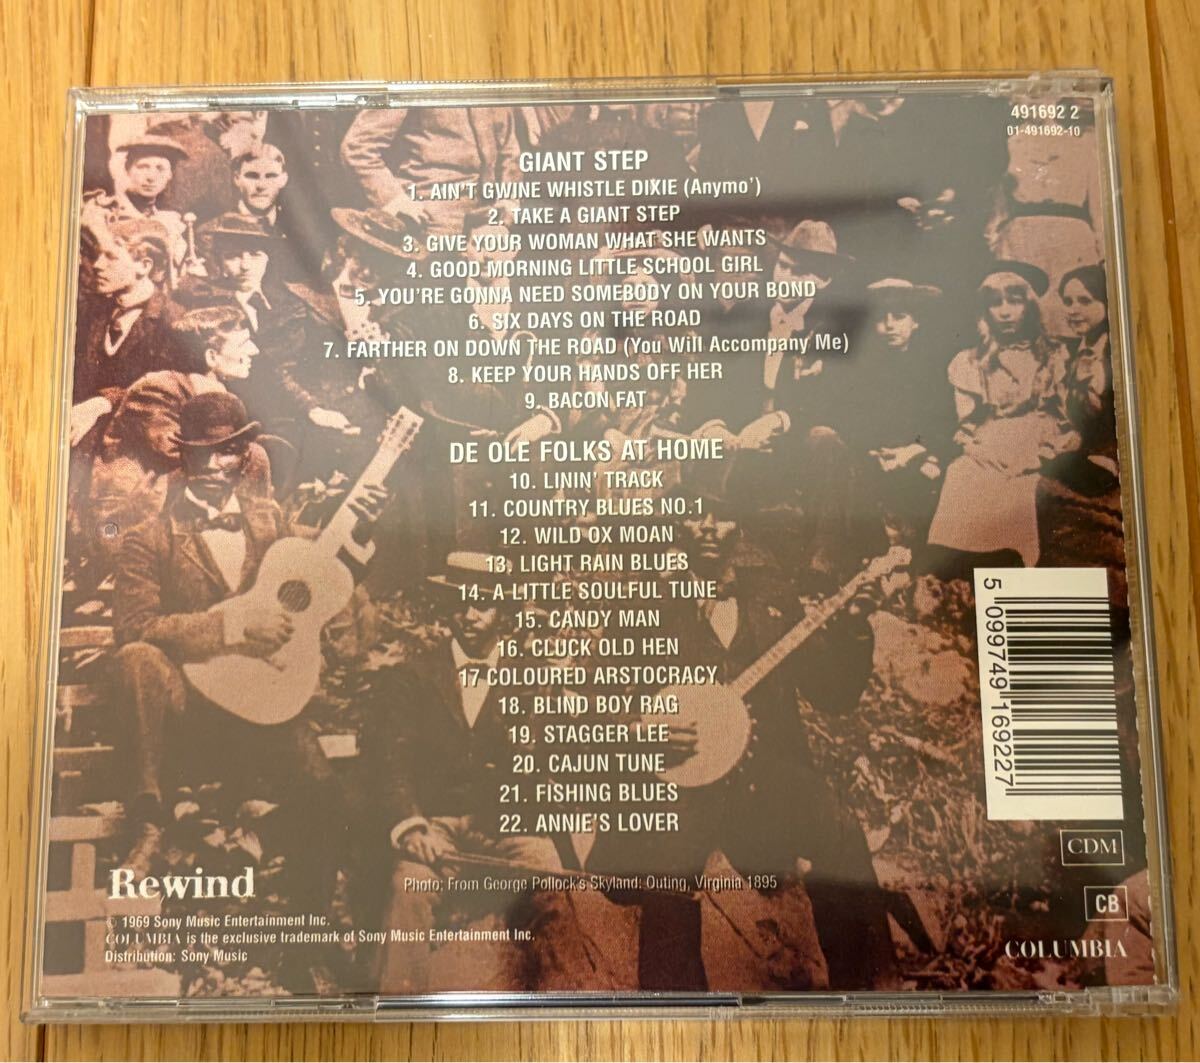 491692 2
01-491692-10
GIANT STEP
1. AIN'T GWINE WHISTLE DIXIE (Anymo')
2. TAKE A GIANT STEP
3. GIVE YOUR WOMAN WHAT SHE WANTS
4. GOOD MORNING LITTLE SCHOOL GIRL
5. YOU'RE GONNA NEED SOMEBODY ON YOUR BOND
6. SIX DAYS ON THE ROAD
7. FARTHER ON DOWN THE ROAD (You Will Accompany Me)
8. KEEP YOUR HANDS OFF HER
9. BACON FAT
DE OLE FOLKS AT HOME
10. LININ' TRACK
11. COUNTRY BLUES NO.1
12. WILD OX MOAN
13. LIGHT RAIN BLUES
14. A LITTLE SOULFUL TUNE
15. CANDY MAN
16. CLUCK OLD HEN
17 COLOURED ARSTOCRACY
18. BLIND BOY RAG
19. STAGGER LEE
20. CAJUN TUNE
21. FISHING BLUES
22. ANNIE'S LOVER
5 099749 169227
CDM
CB
COLUMBIA
Rewind
Photo: From George Pollock's Skyland: Outing, Virginia 1895
© 1969 Sony Music Entertainment Inc.
COLUMBIA is the exclusive trademark of Sony Music Entertainment Inc.
Distribution: Sony Music